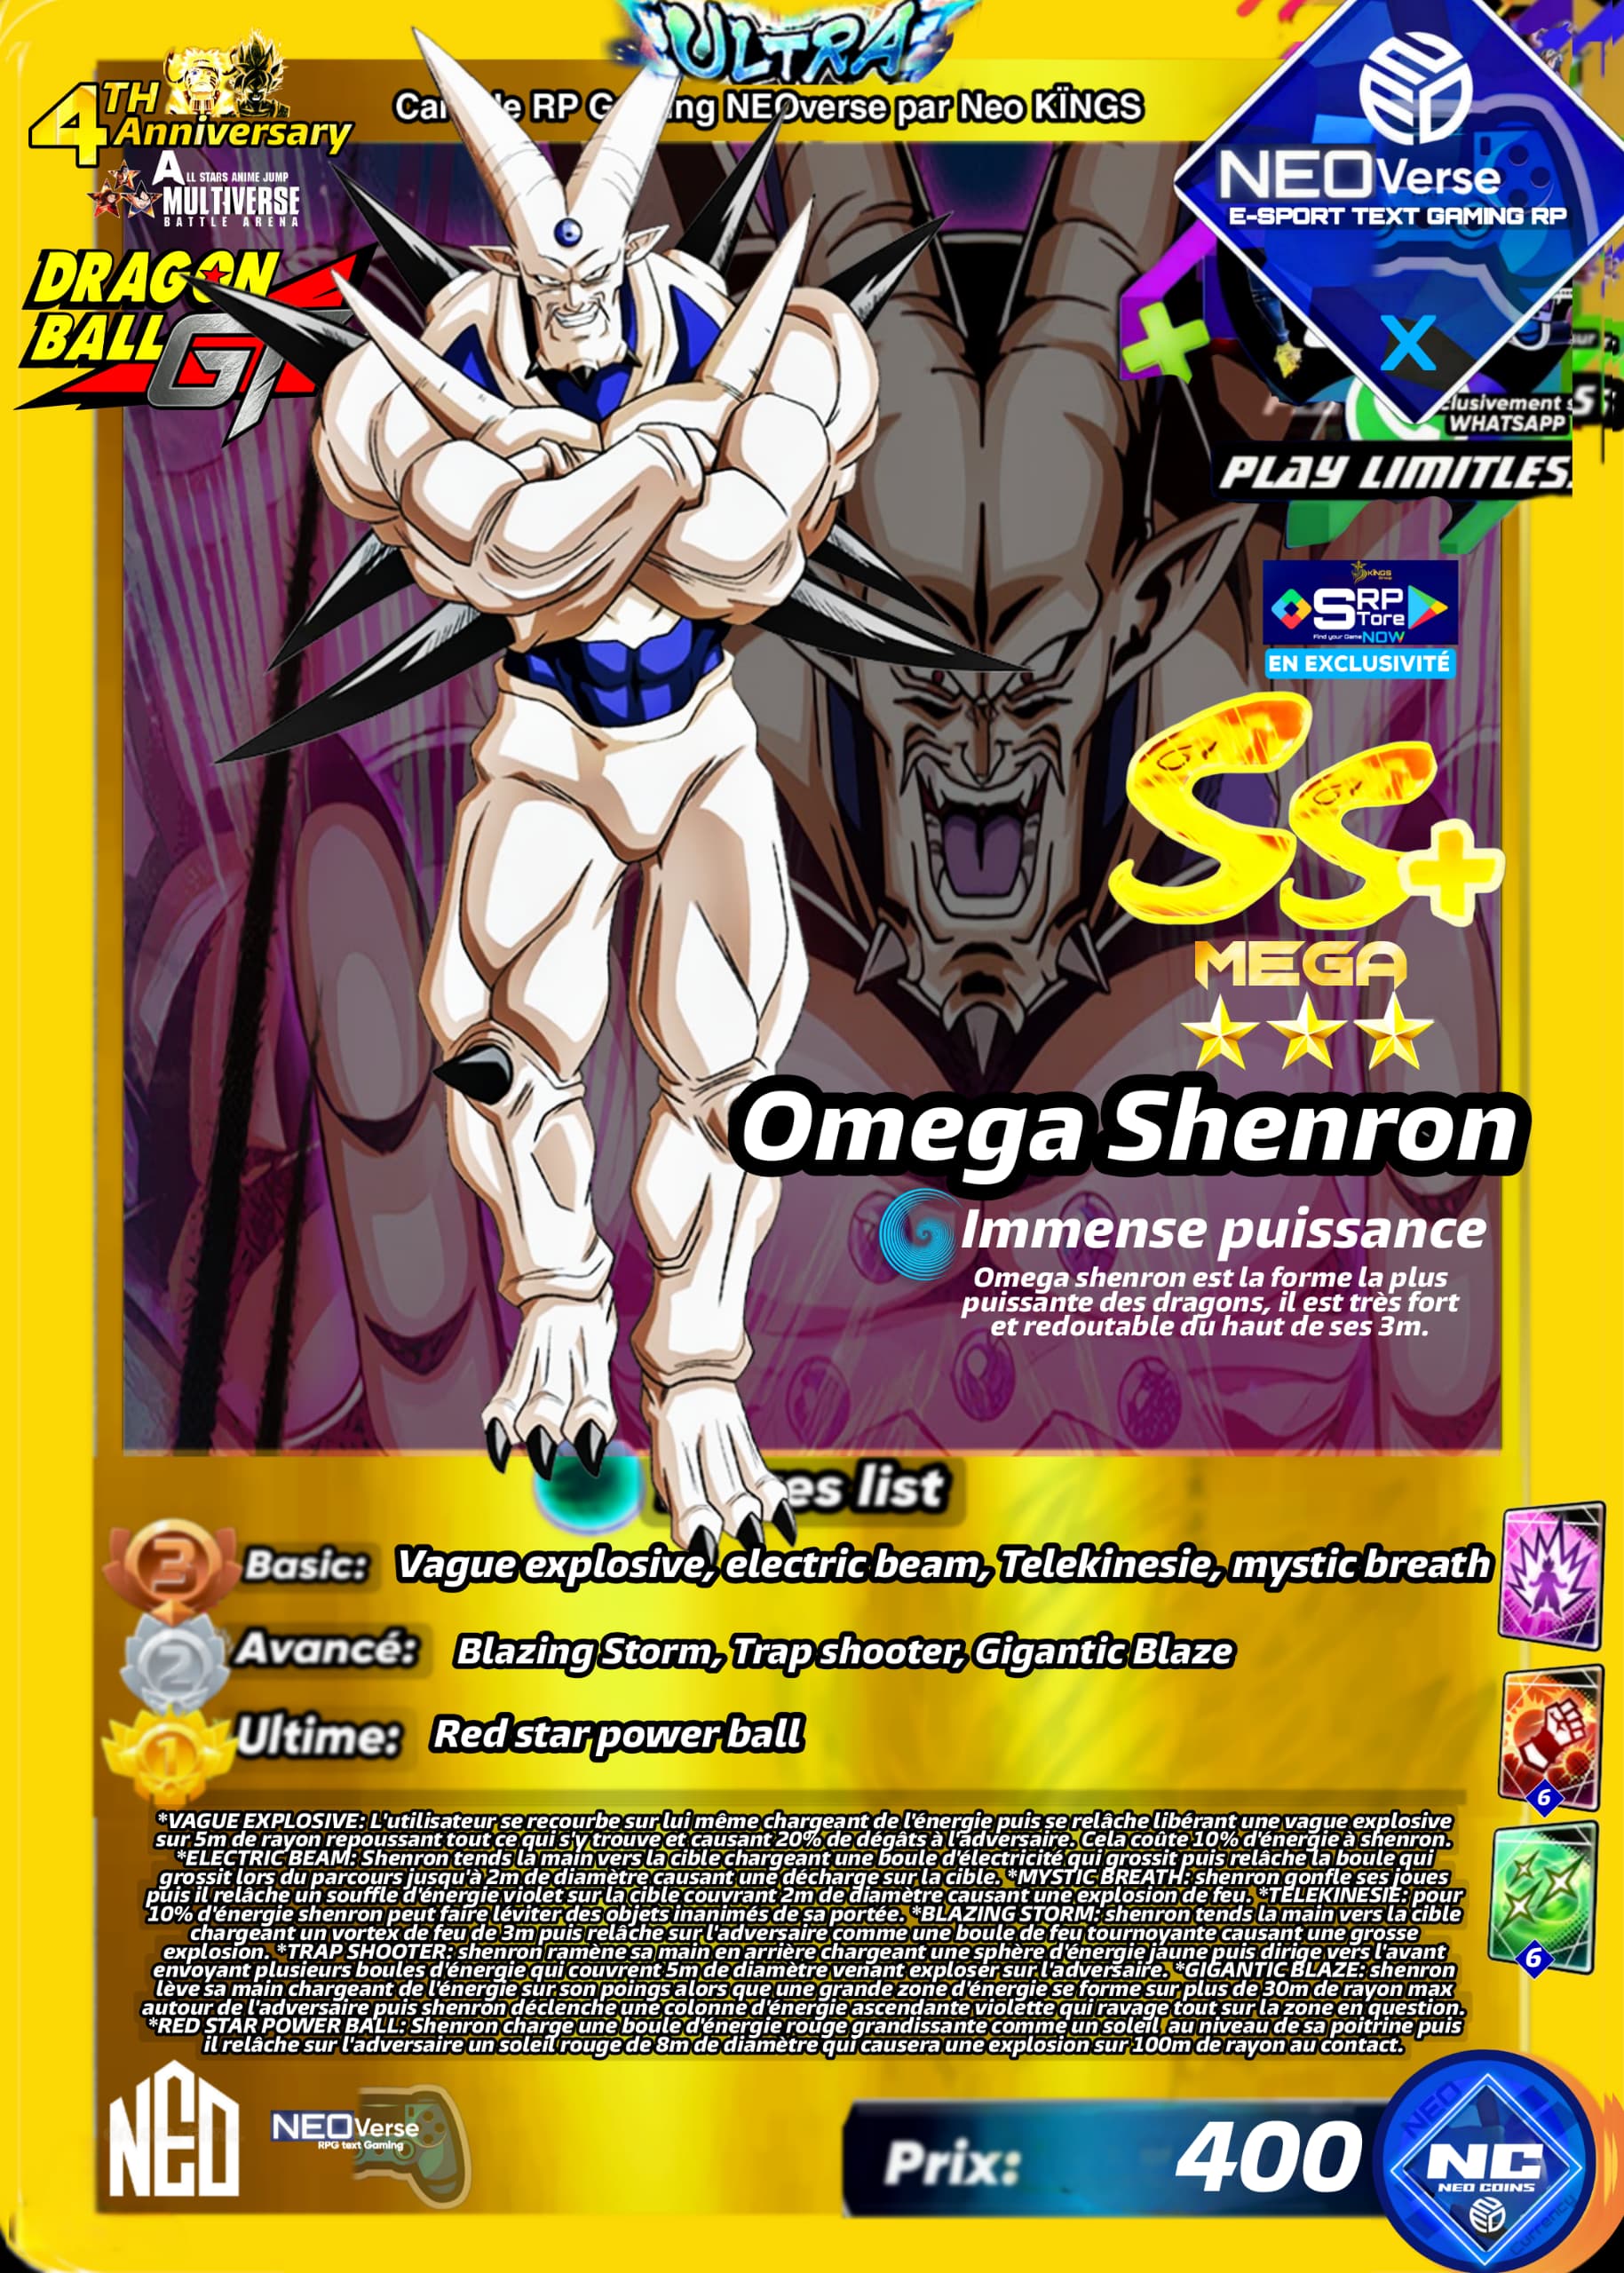 ULTRA
4TH
Anniversary
Car le RP G ing NEOverse par Neo KÏNGS
ALL STARS ANIME JUMP
MULTIVERSE
BATTLE ARENA
DRAGON
BALL
GT
NEOVerse
E-SPORT TEXT GAMING RP
X
WHATSAPP
PLAY LIMITLES
KINGS
SRP
Tore
Find your Game NOW
EN EXCLUSIVITÉ
SS+
MEGA
Omega Shenron
Immense puissance
Omega shenron est la forme la plus
puissante des dragons, il est très fort
et redoutable du haut de ses 3m.
es list
3 Basic: Vague explosive, electric beam, Telekinesie, mystic breath
2 Avancé: Blazing Storm, Trap shooter, Gigantic Blaze
1 Ultime: Red star power ball
6
6
*VAGUE EXPLOSIVE: L'utilisateur se recourbe sur lui même chargeant de l'énergie puis se relâche libérant une vague explosive
sur 5m de rayon repoussant tout ce qui s'y trouve et causant 20% de dégâts à l'adversaire. Cela coûte 10% d'énergie à shenron.
*ELECTRIC BEAM: Shenron tends la main vers la cible chargeant une boule d'électricité qui grossit puis relâche la boule qui
grossit lors du parcours jusqu'à 2m de diamètre causant une décharge sur la cible. *MYSTIC BREATH: shenron gonfle ses joues
puis il relâche un souffle d'énergie violet sur la cible couvrant 2m de diamètre causant une explosion de feu. *TELEKINESIE: pour
10% d'énergie shenron peut faire léviter des objets inanimés de sa portée. *BLAZING STORM: shenron tends la main vers la cible
chargeant un vortex de feu de 3m puis relâche sur l'adversaire comme une boule de feu tournoyante causant une grosse
explosion. *TRAP SHOOTER: shenron ramène sa main en arrière chargeant une sphère d'énergie jaune puis dirige vers l'avant
envoyant plusieurs boules d'énergie qui couvrent 5m de diamètre venant exploser sur l'adversaire. *GIGANTIC BLAZE: shenron
lève sa main chargeant de l'énergie sur son poings alors que une grande zone d'énergie se forme sur plus de 30m de rayon max
autour de l'adversaire puis shenron déclenche une colonne d'énergie ascendante violette qui ravage tout sur la zone en question.
*RED STAR POWER BALL: Shenron charge une boule d'énergie rouge grandissante comme un soleil au niveau de sa poitrine puis
il relâche sur l'adversaire un soleil rouge de 8m de diamètre qui causera une explosion sur 100m de rayon au contact.
NEO
NEOVerse
RPG text Gaming
Prix: 400
NC
NEO COINS
Currency